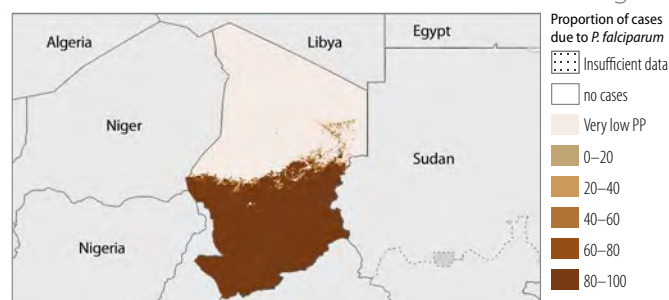 Proportion of cases
due to P. falciparum
Insufficient data
no cases
Very low PP
0–20
20–40
40–60
60–80
80–100
Algeria
Libya
Egypt
Niger
Sudan
Nigeria